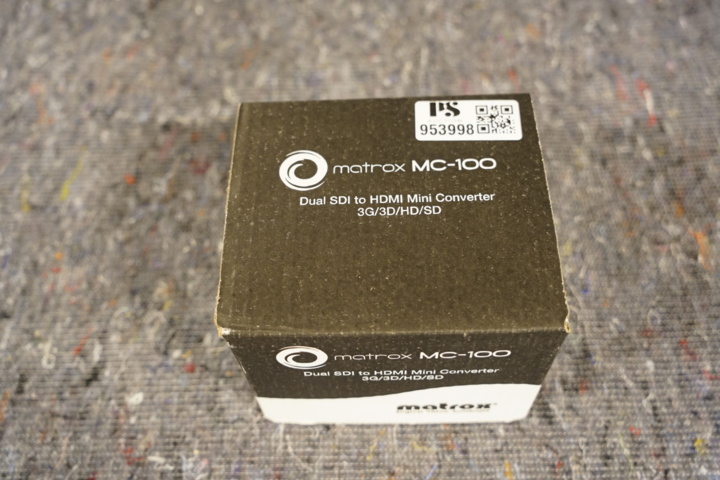 PS
953998
matrox MC-100
Dual SDI to HDMI Mini Converter
3G/3D/HD/SD
matrox MC-100
Dual SDI to HDMI Mini Converter
3G/3D/HD/SD
matrox